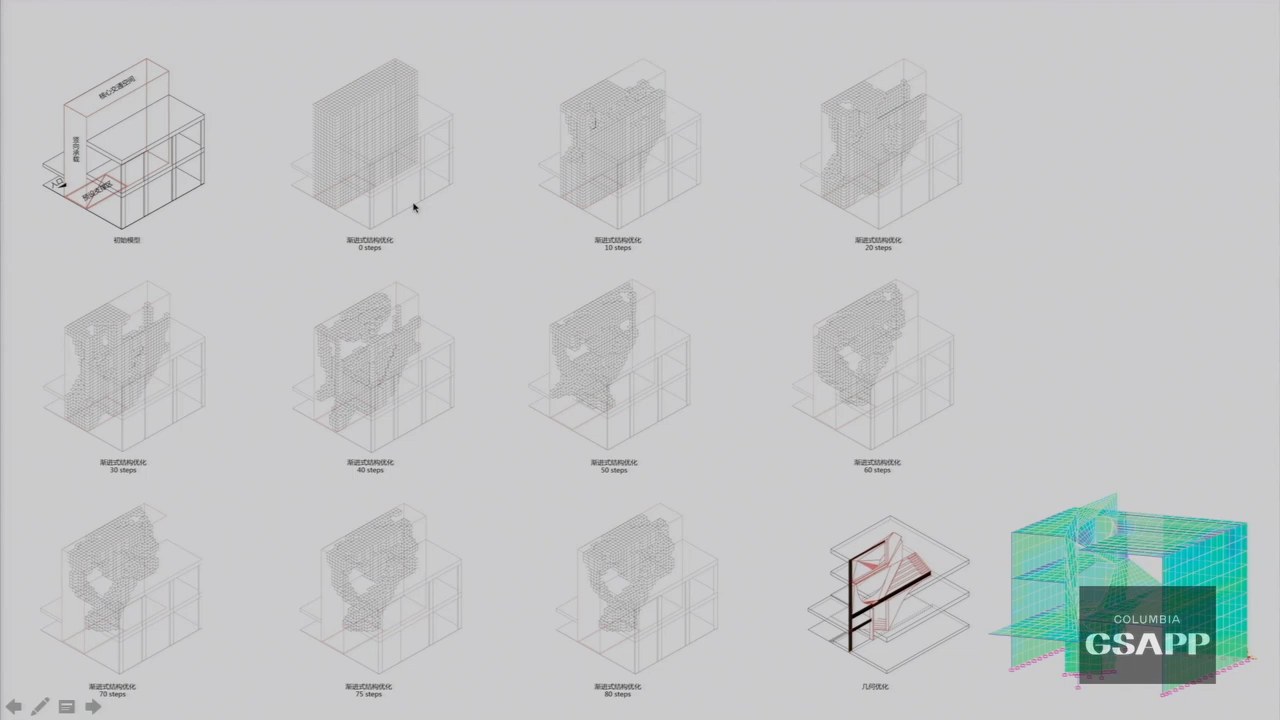 核心交通空间
竖向承载
入口
初始模型
渐进式结构优化
0 steps
渐进式结构优化
10 steps
渐进式结构优化
20 steps
渐进式结构优化
30 steps
渐进式结构优化
40 steps
渐进式结构优化
50 steps
渐进式结构优化
60 steps
渐进式结构优化
70 steps
渐进式结构优化
75 steps
渐进式结构优化
80 steps
几何优化
COLUMBIA
GSAPP